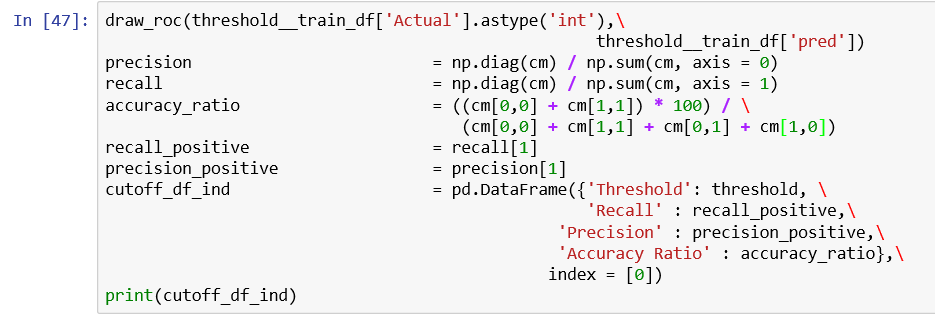 In [47]: draw_roc(threshold__train_df['Actual'].astype('int'),\
threshold__train_df['pred'])
precision = np.diag(cm) / np.sum(cm, axis = 0)
recall = np.diag(cm) / np.sum(cm, axis = 1)
accuracy_ratio = ((cm[0,0] + cm[1,1]) * 100) / \
(cm[0,0] + cm[1,1] + cm[0,1] + cm[1,0])
recall_positive = recall[1]
precision_positive = precision[1]
cutoff_df_ind = pd.DataFrame({'Threshold': threshold, \
'Recall' : recall_positive,\
'Precision' : precision_positive,\
'Accuracy Ratio' : accuracy_ratio},\
index = [0])
print(cutoff_df_ind)